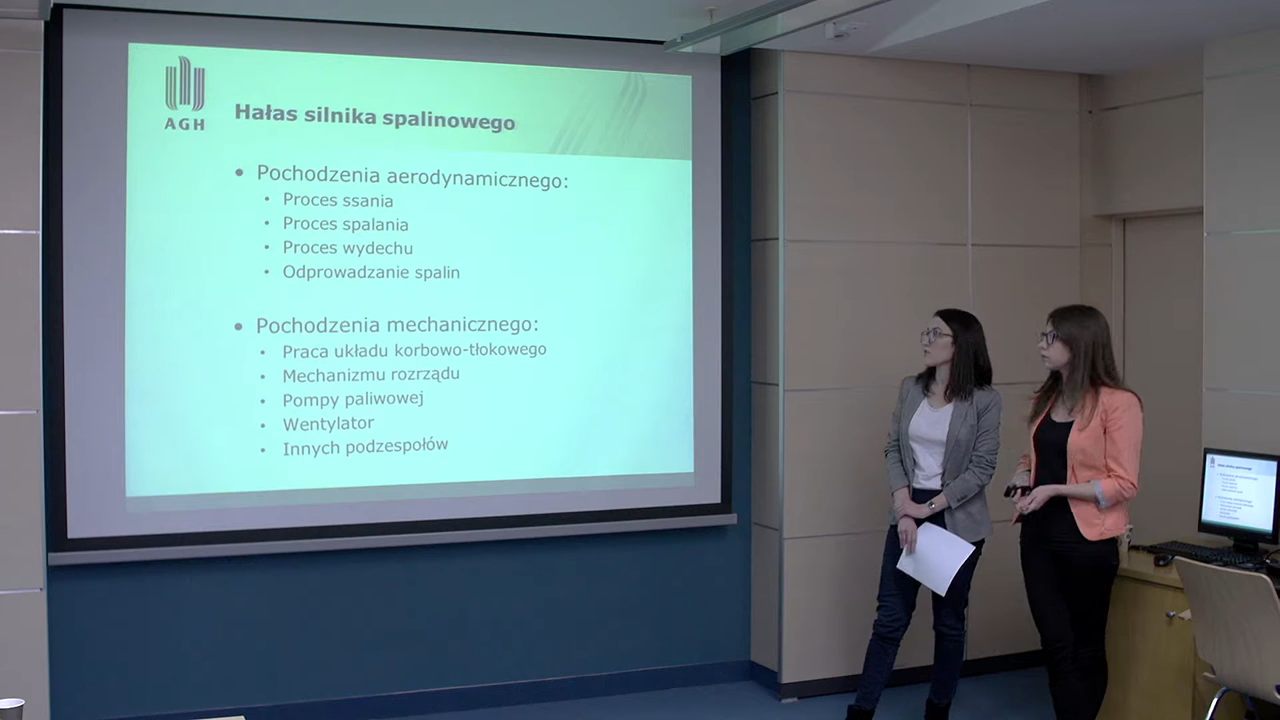 AGH
Hałas silnika spalinowego
• Pochodzenia aerodynamicznego:
• Proces ssania
• Proces spalania
• Proces wydechu
• Odprowadzanie spalin
• Pochodzenia mechanicznego:
• Praca układu korbowo-tłokowego
• Mechanizmu rozrządu
• Pompy paliwowej
• Wentylator
• Innych podzespołów